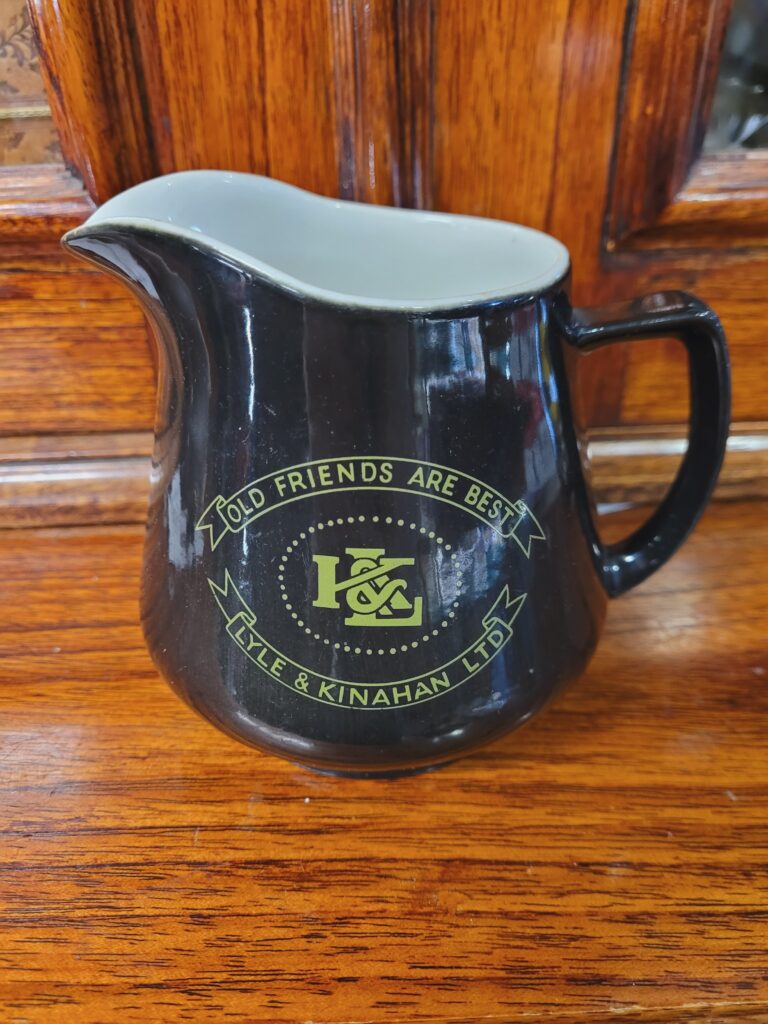 OLD FRIENDS ARE BEST
L&K
LYLE & KINAHAN LTD